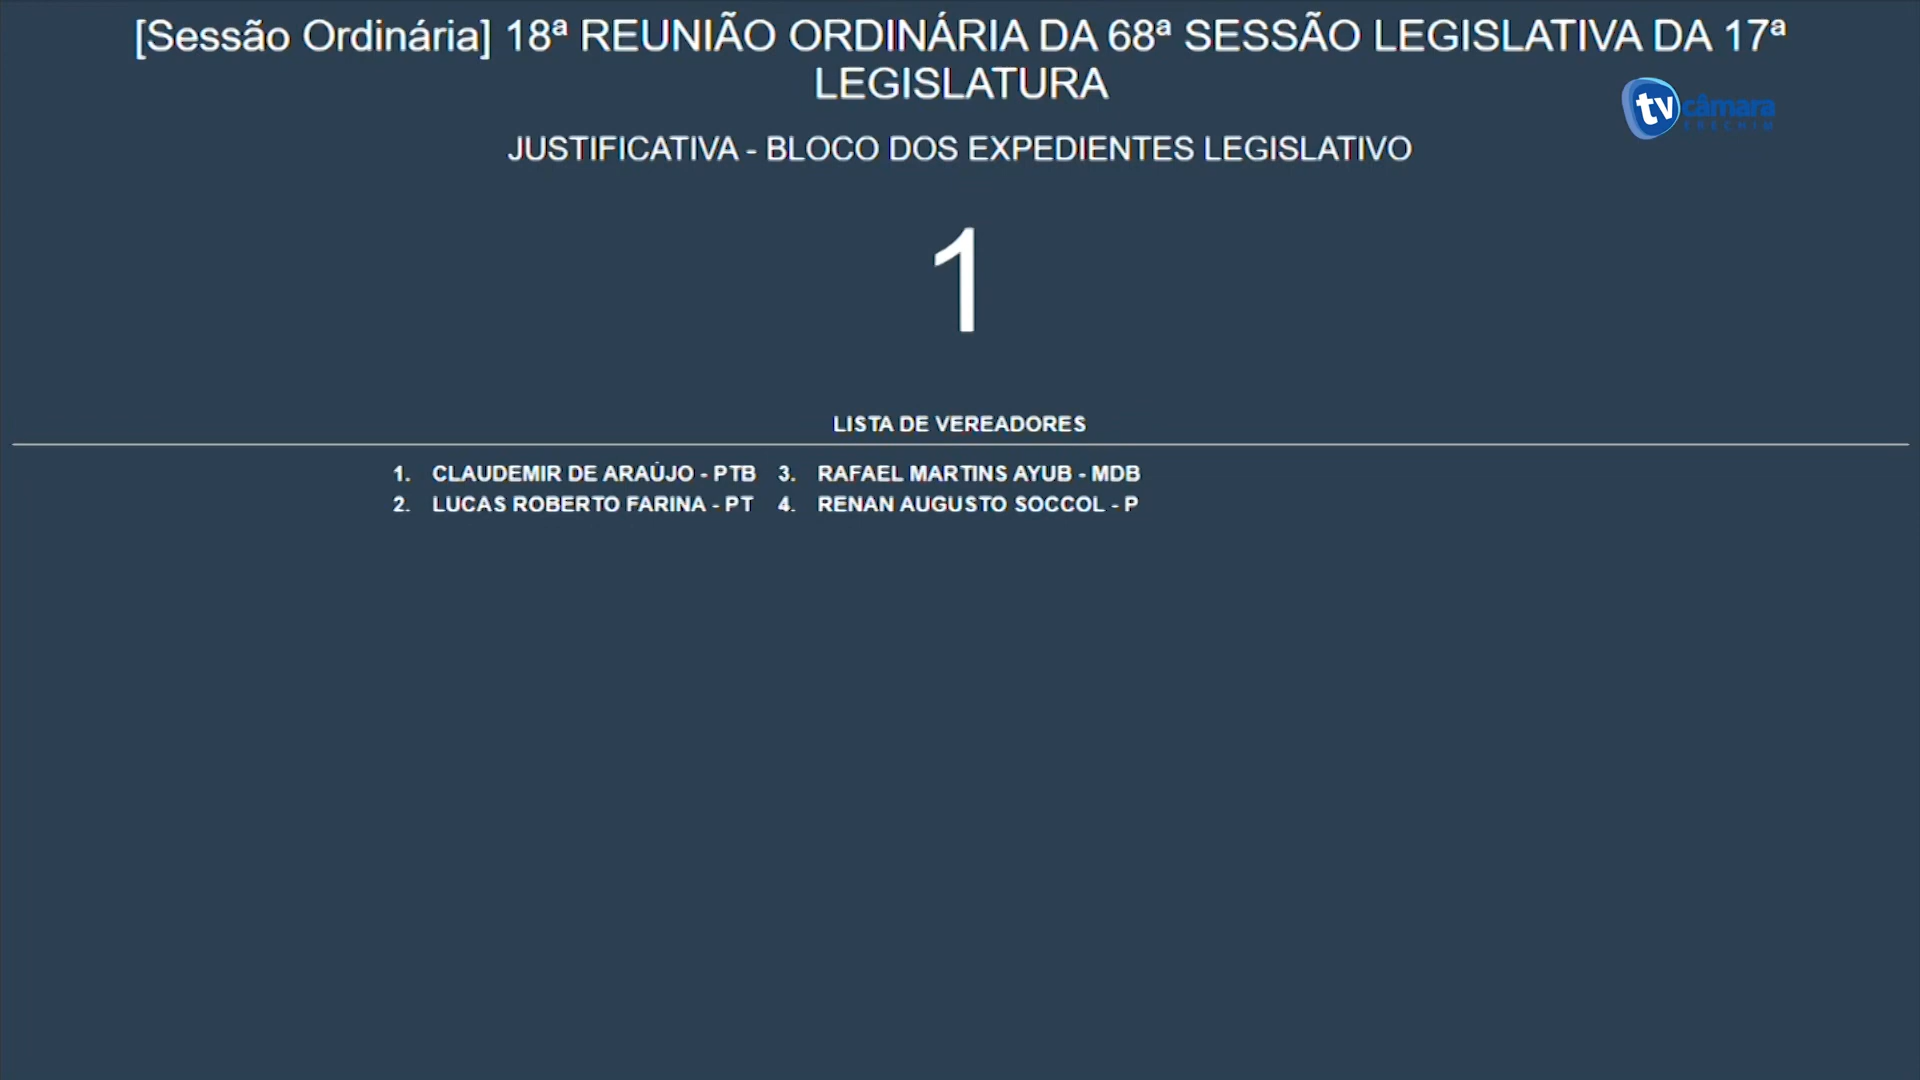 [Sessão Ordinária] 18ª REUNIÃO ORDINÁRIA DA 68ª SESSÃO LEGISLATIVA DA 17ª
LEGISLATURA
tv câmara
ERECHIM
JUSTIFICATIVA - BLOCO DOS EXPEDIENTES LEGISLATIVO
1
LISTA DE VEREADORES
1. CLAUDEMIR DE ARAÚJO - PTB
2. LUCAS ROBERTO FARINA - PT
3. RAFAEL MARTINS AYUB - MDB
4. RENAN AUGUSTO SOCCOL - P